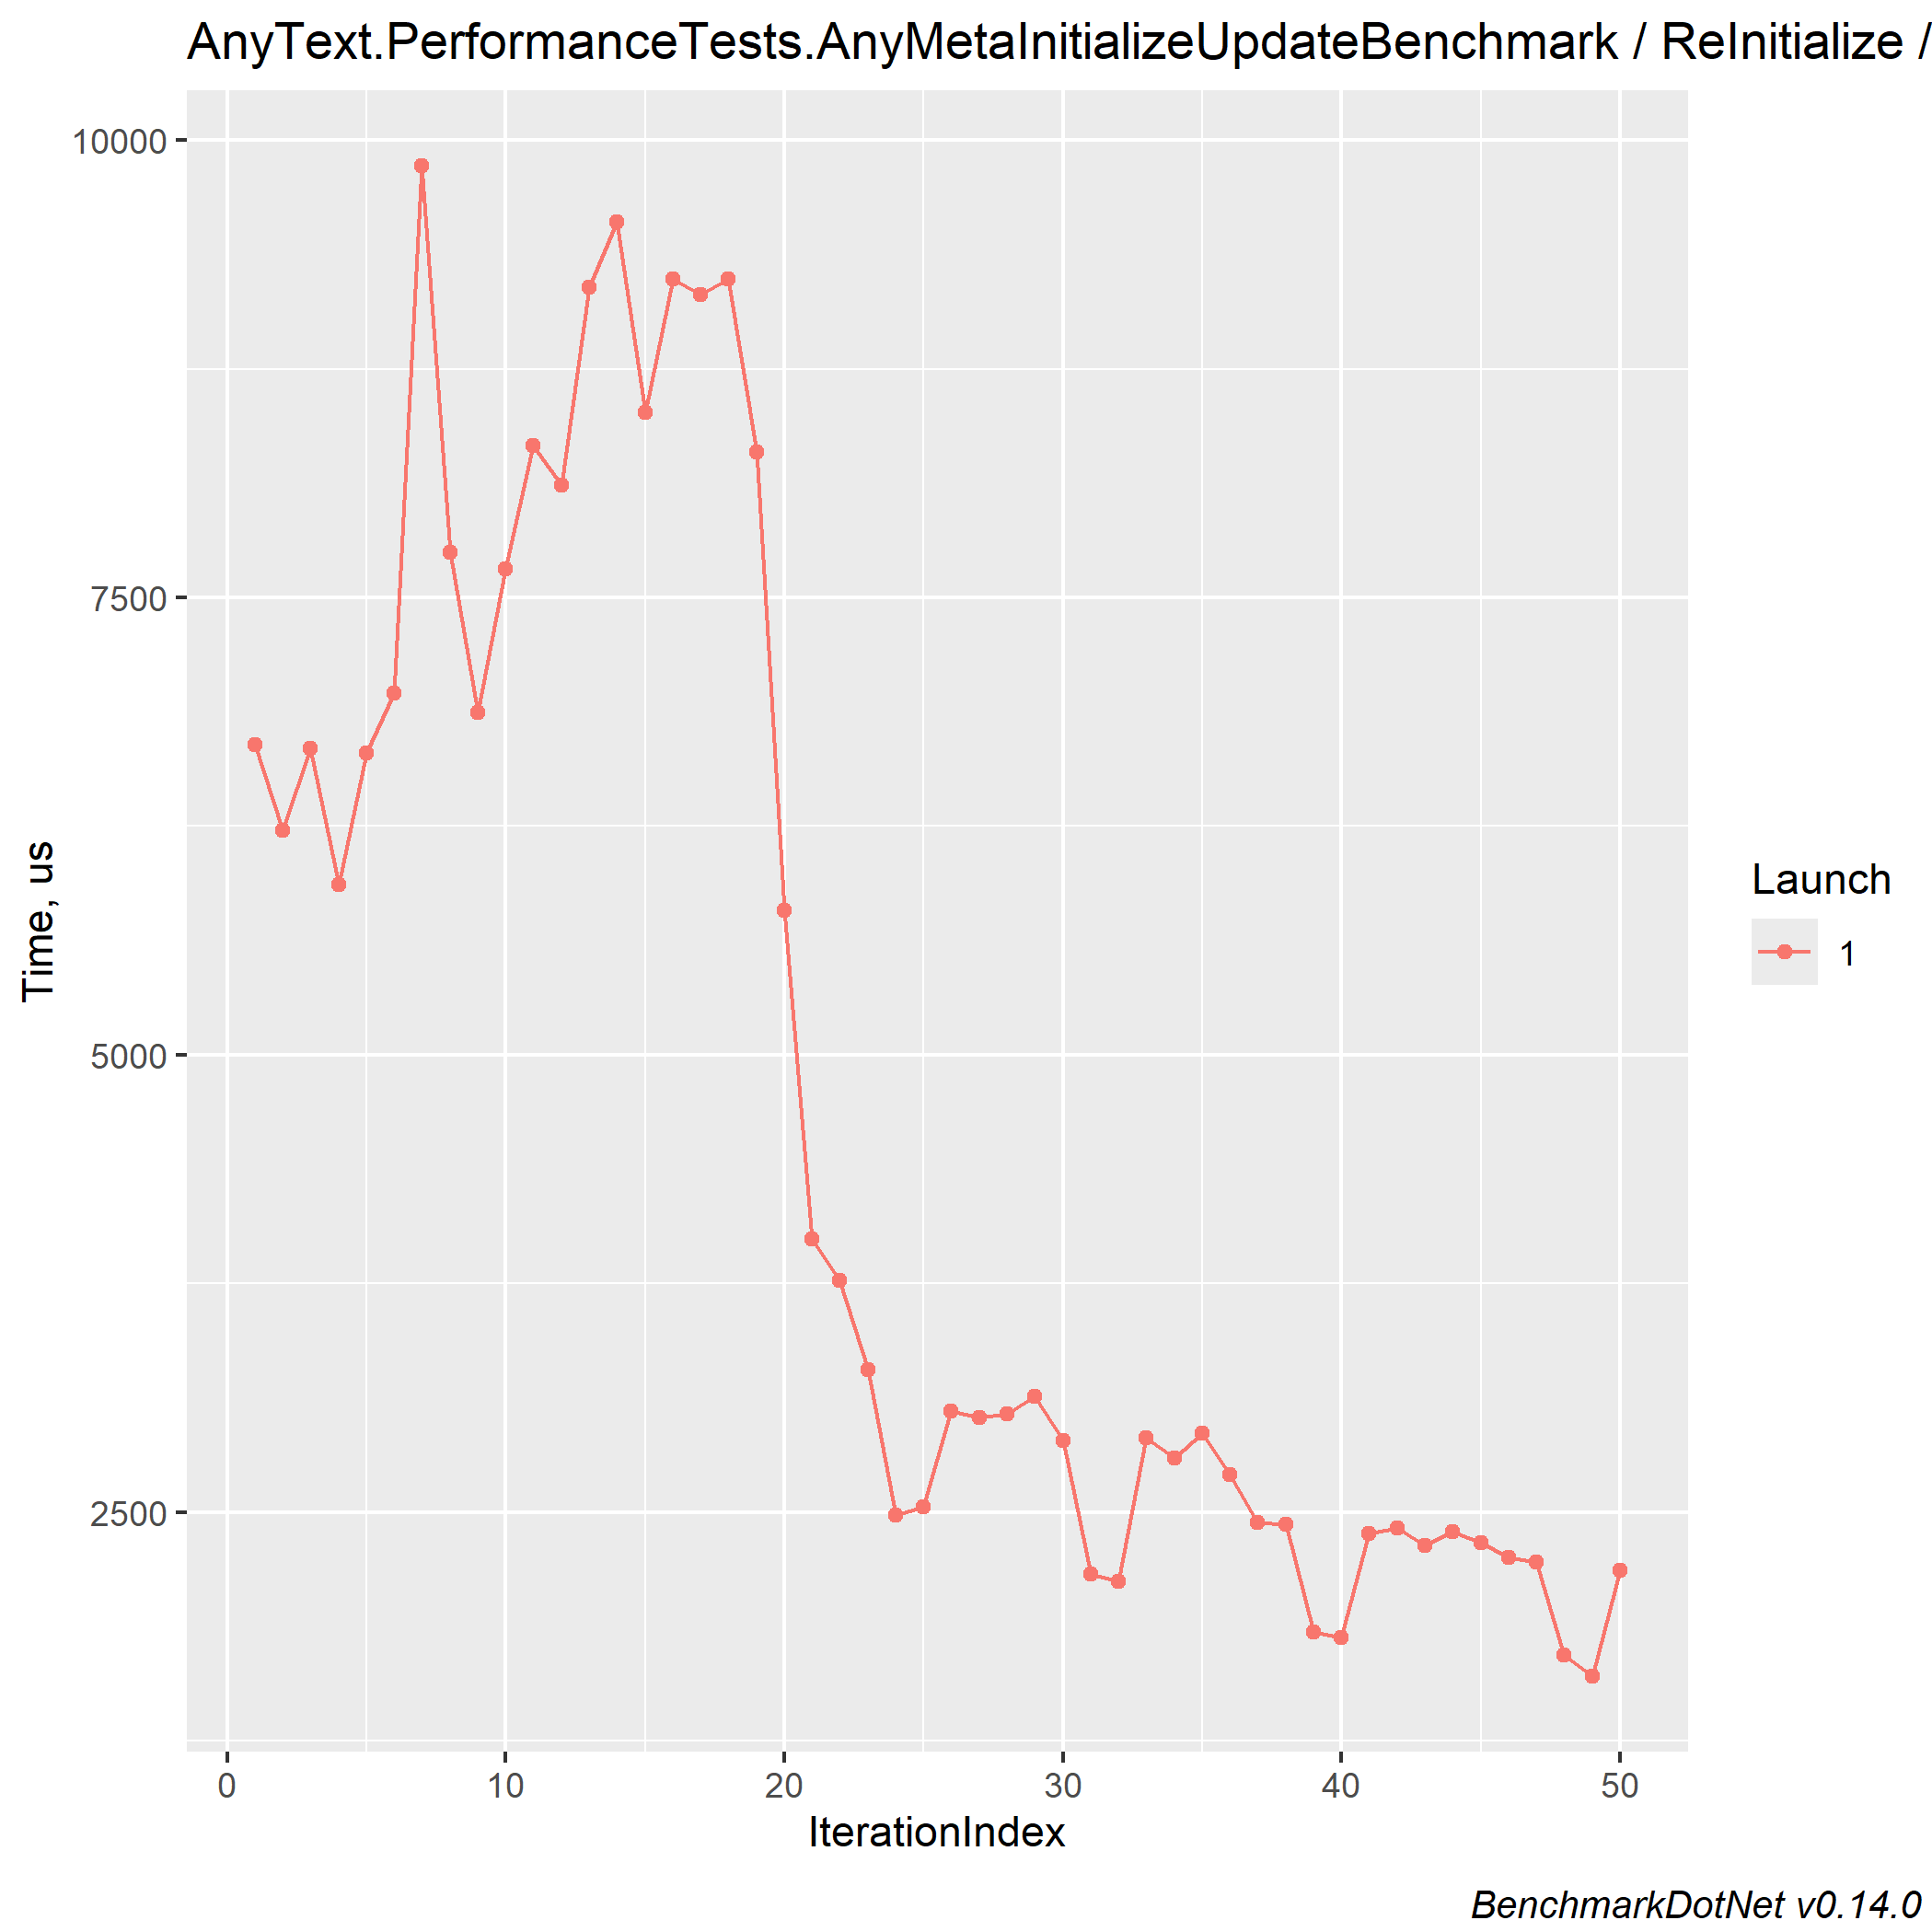 AnyText.PerformanceTests.AnyMetaInitializeUpdateBenchmark / ReInitialize /
10000
7500
5000
2500
Time, us
0 10 20 30 40 50
IterationIndex
Launch
1
BenchmarkDotNet v0.14.0